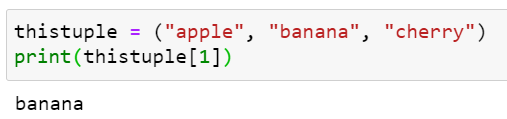 thistuple = ("apple", "banana", "cherry")
print(thistuple[1])
banana